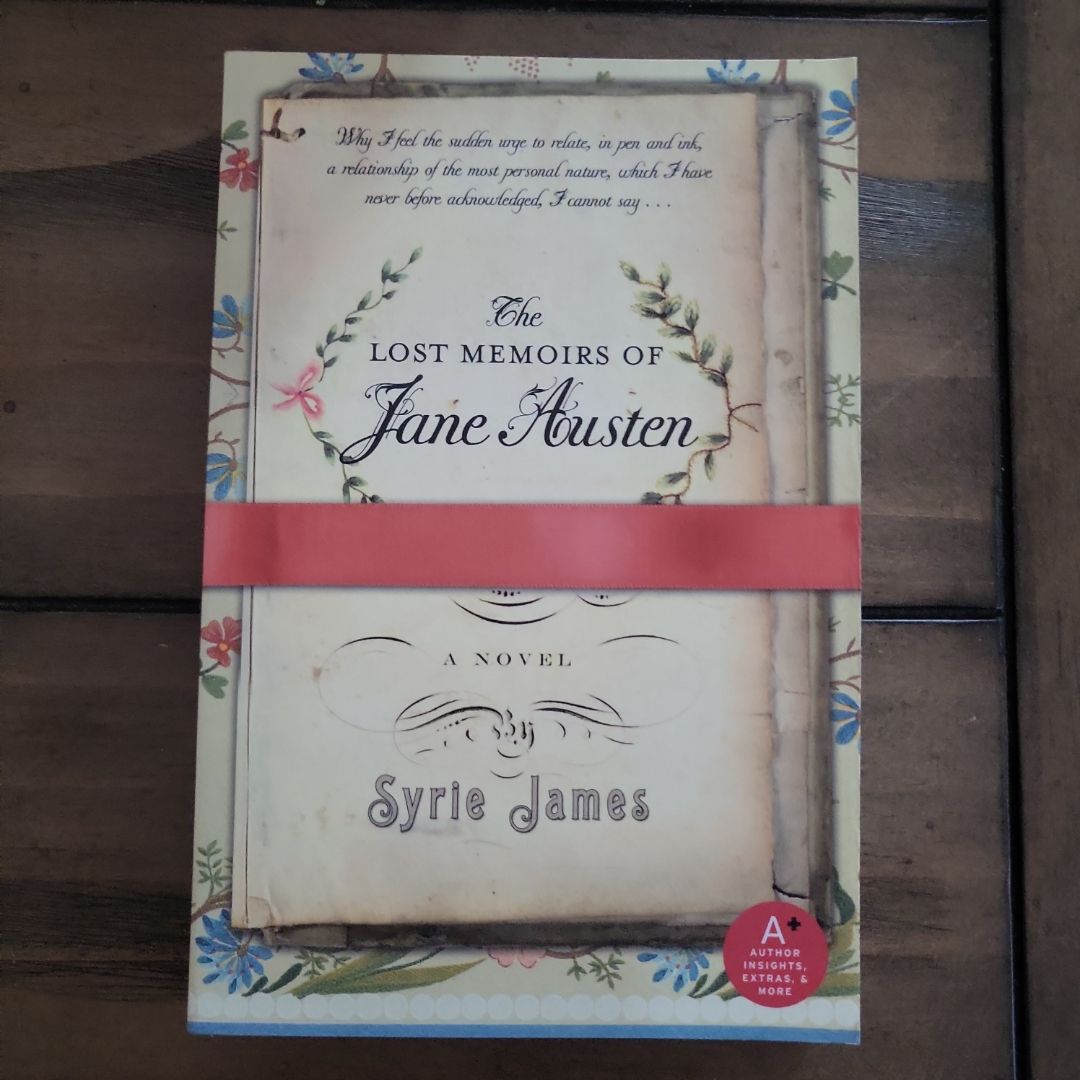 Why I feel the sudden urge to relate, in pen and ink,
a relationship of the most personal nature, which I have
never before acknowledged, I cannot say . . .
The
LOST MEMOIRS OF
Jane Austen
A NOVEL
by
Syrie James
A+
AUTHOR
INSIGHTS,
EXTRAS, &
MORE